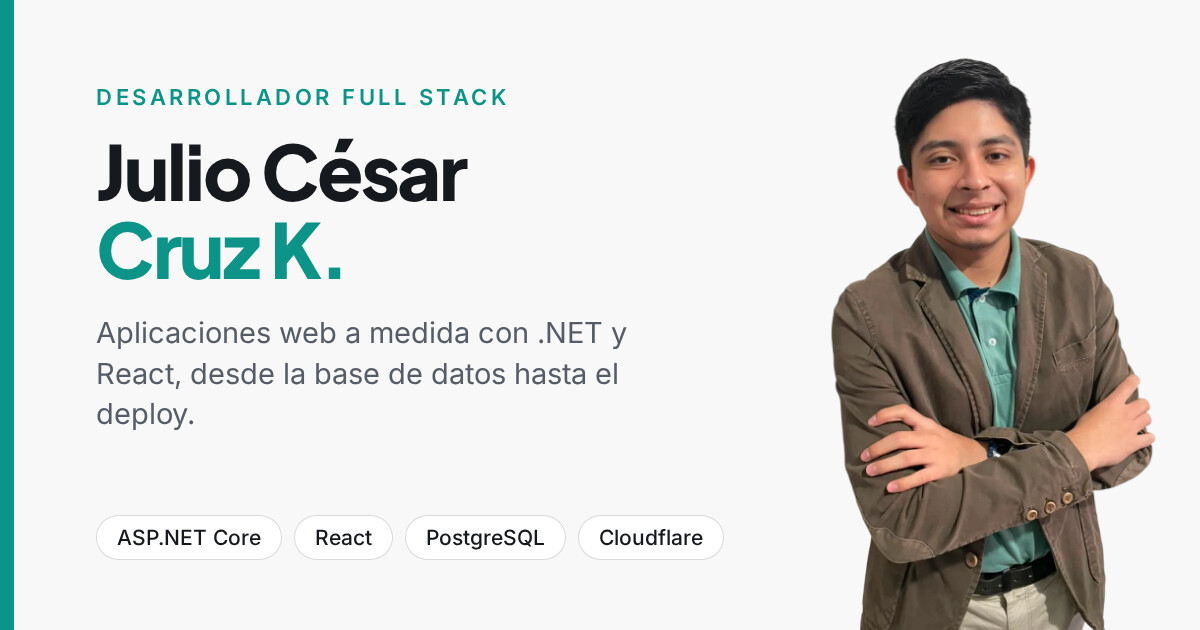 DESARROLLADOR FULL STACK
Julio César
Cruz K.
Aplicaciones web a medida con .NET y
React, desde la base de datos hasta el
deploy.
ASP.NET Core
React
PostgreSQL
Cloudflare